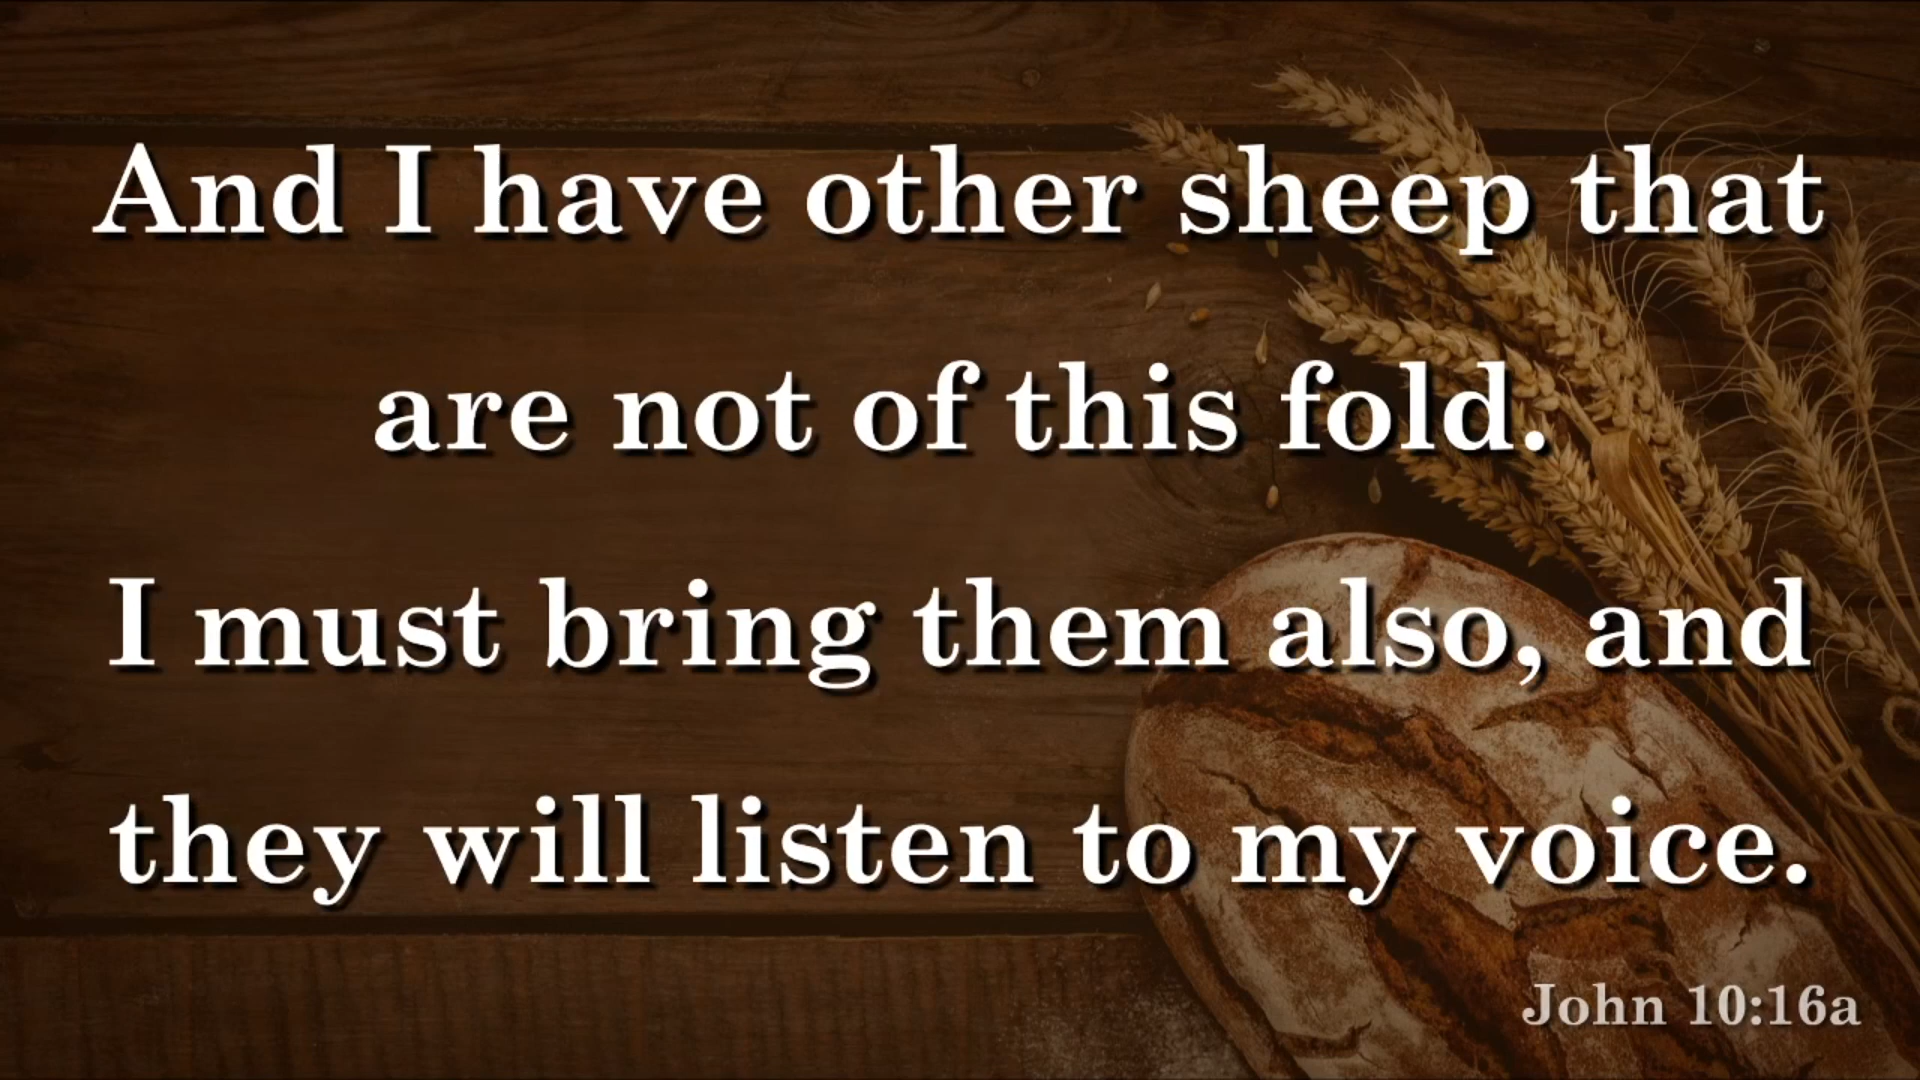 And I have other sheep that
are not of this fold.
I must bring them also, and
they will listen to my voice.
John 10:16a